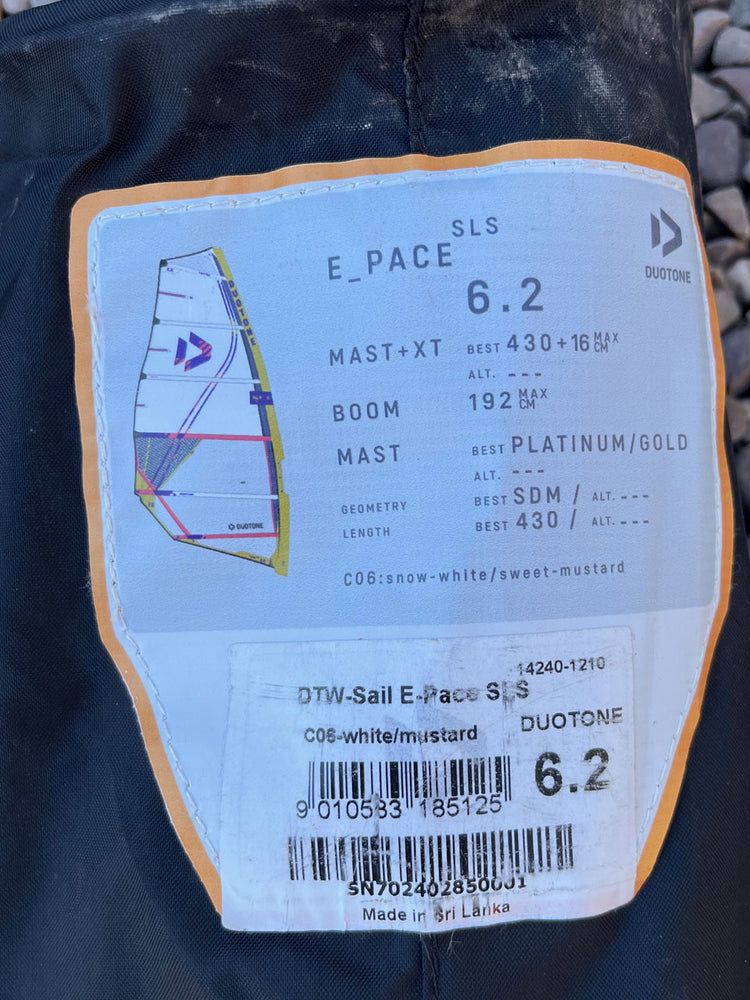 SLS
E_PACE
6.2
DUOTONE
MAST+XT BEST 430+16 MAX CM
ALT. ---
BOOM 192 MAX CM
MAST BEST PLATINUM/GOLD
ALT. ---
GEOMETRY BEST SDM / ALT. ---
LENGTH BEST 430 / ALT. ---
C06:snow-white/sweet-mustard
DUOTONE
DUOTONE
14240-1210
DTW-Sail E-Pace SLS
C06-white/mustard DUOTONE
6.2
9 010583 185125
SN702402850001
Made in Sri Lanka